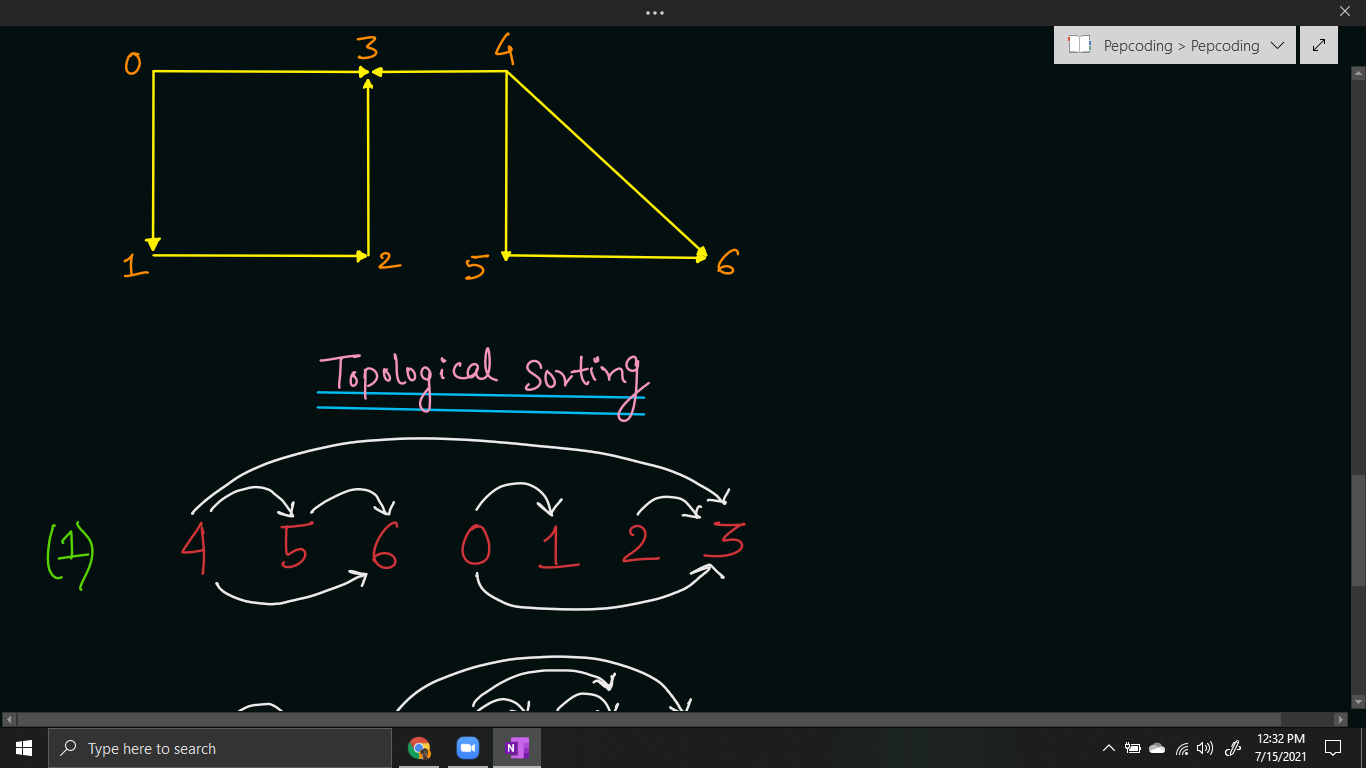 Pepcoding > Pepcoding
0 3 4
1 2 5 6
Topological Sorting
(1) 4 5 6 0 1 2 3
Type here to search
N
12:32 PM
7/15/2021